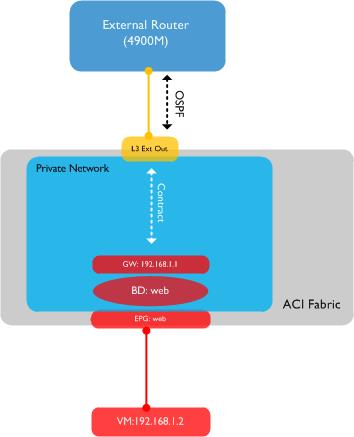 External Router
(4900M)
OSPF
L3 Ext Out
Private Network
Contract
GW: 192.168.1.1
BD: web
ACI Fabric
EPG: web
VM:192.168.1.2